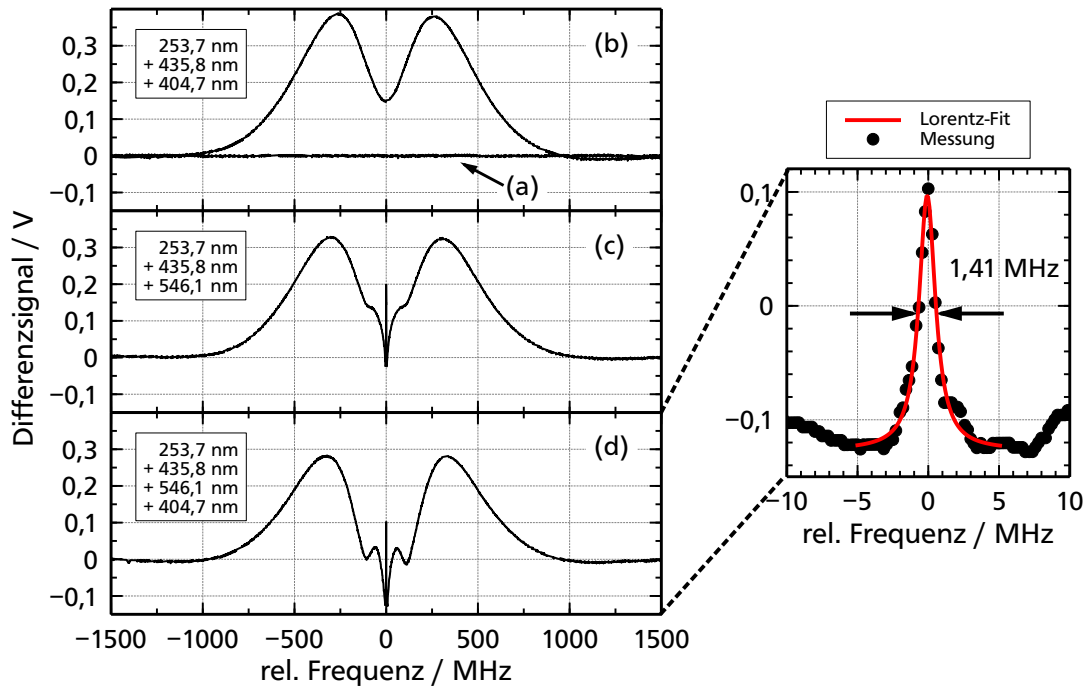 Differenzsignal / V
0,3
0,2
0,1
0
−0,1
253,7 nm
+ 435,8 nm
+ 404,7 nm
(b)
(a)
0,3
0,2
0,1
0
−0,1
253,7 nm
+ 435,8 nm
+ 546,1 nm
(c)
0,3
0,2
0,1
0
−0,1
253,7 nm
+ 435,8 nm
+ 546,1 nm
+ 404,7 nm
(d)
−1500 −1000 −500 0 500 1000 1500
rel. Frequenz / MHz
Lorentz-Fit
Messung
0,1
0
−0,1
1,41 MHz
−10 −5 0 5 10
rel. Frequenz / MHz